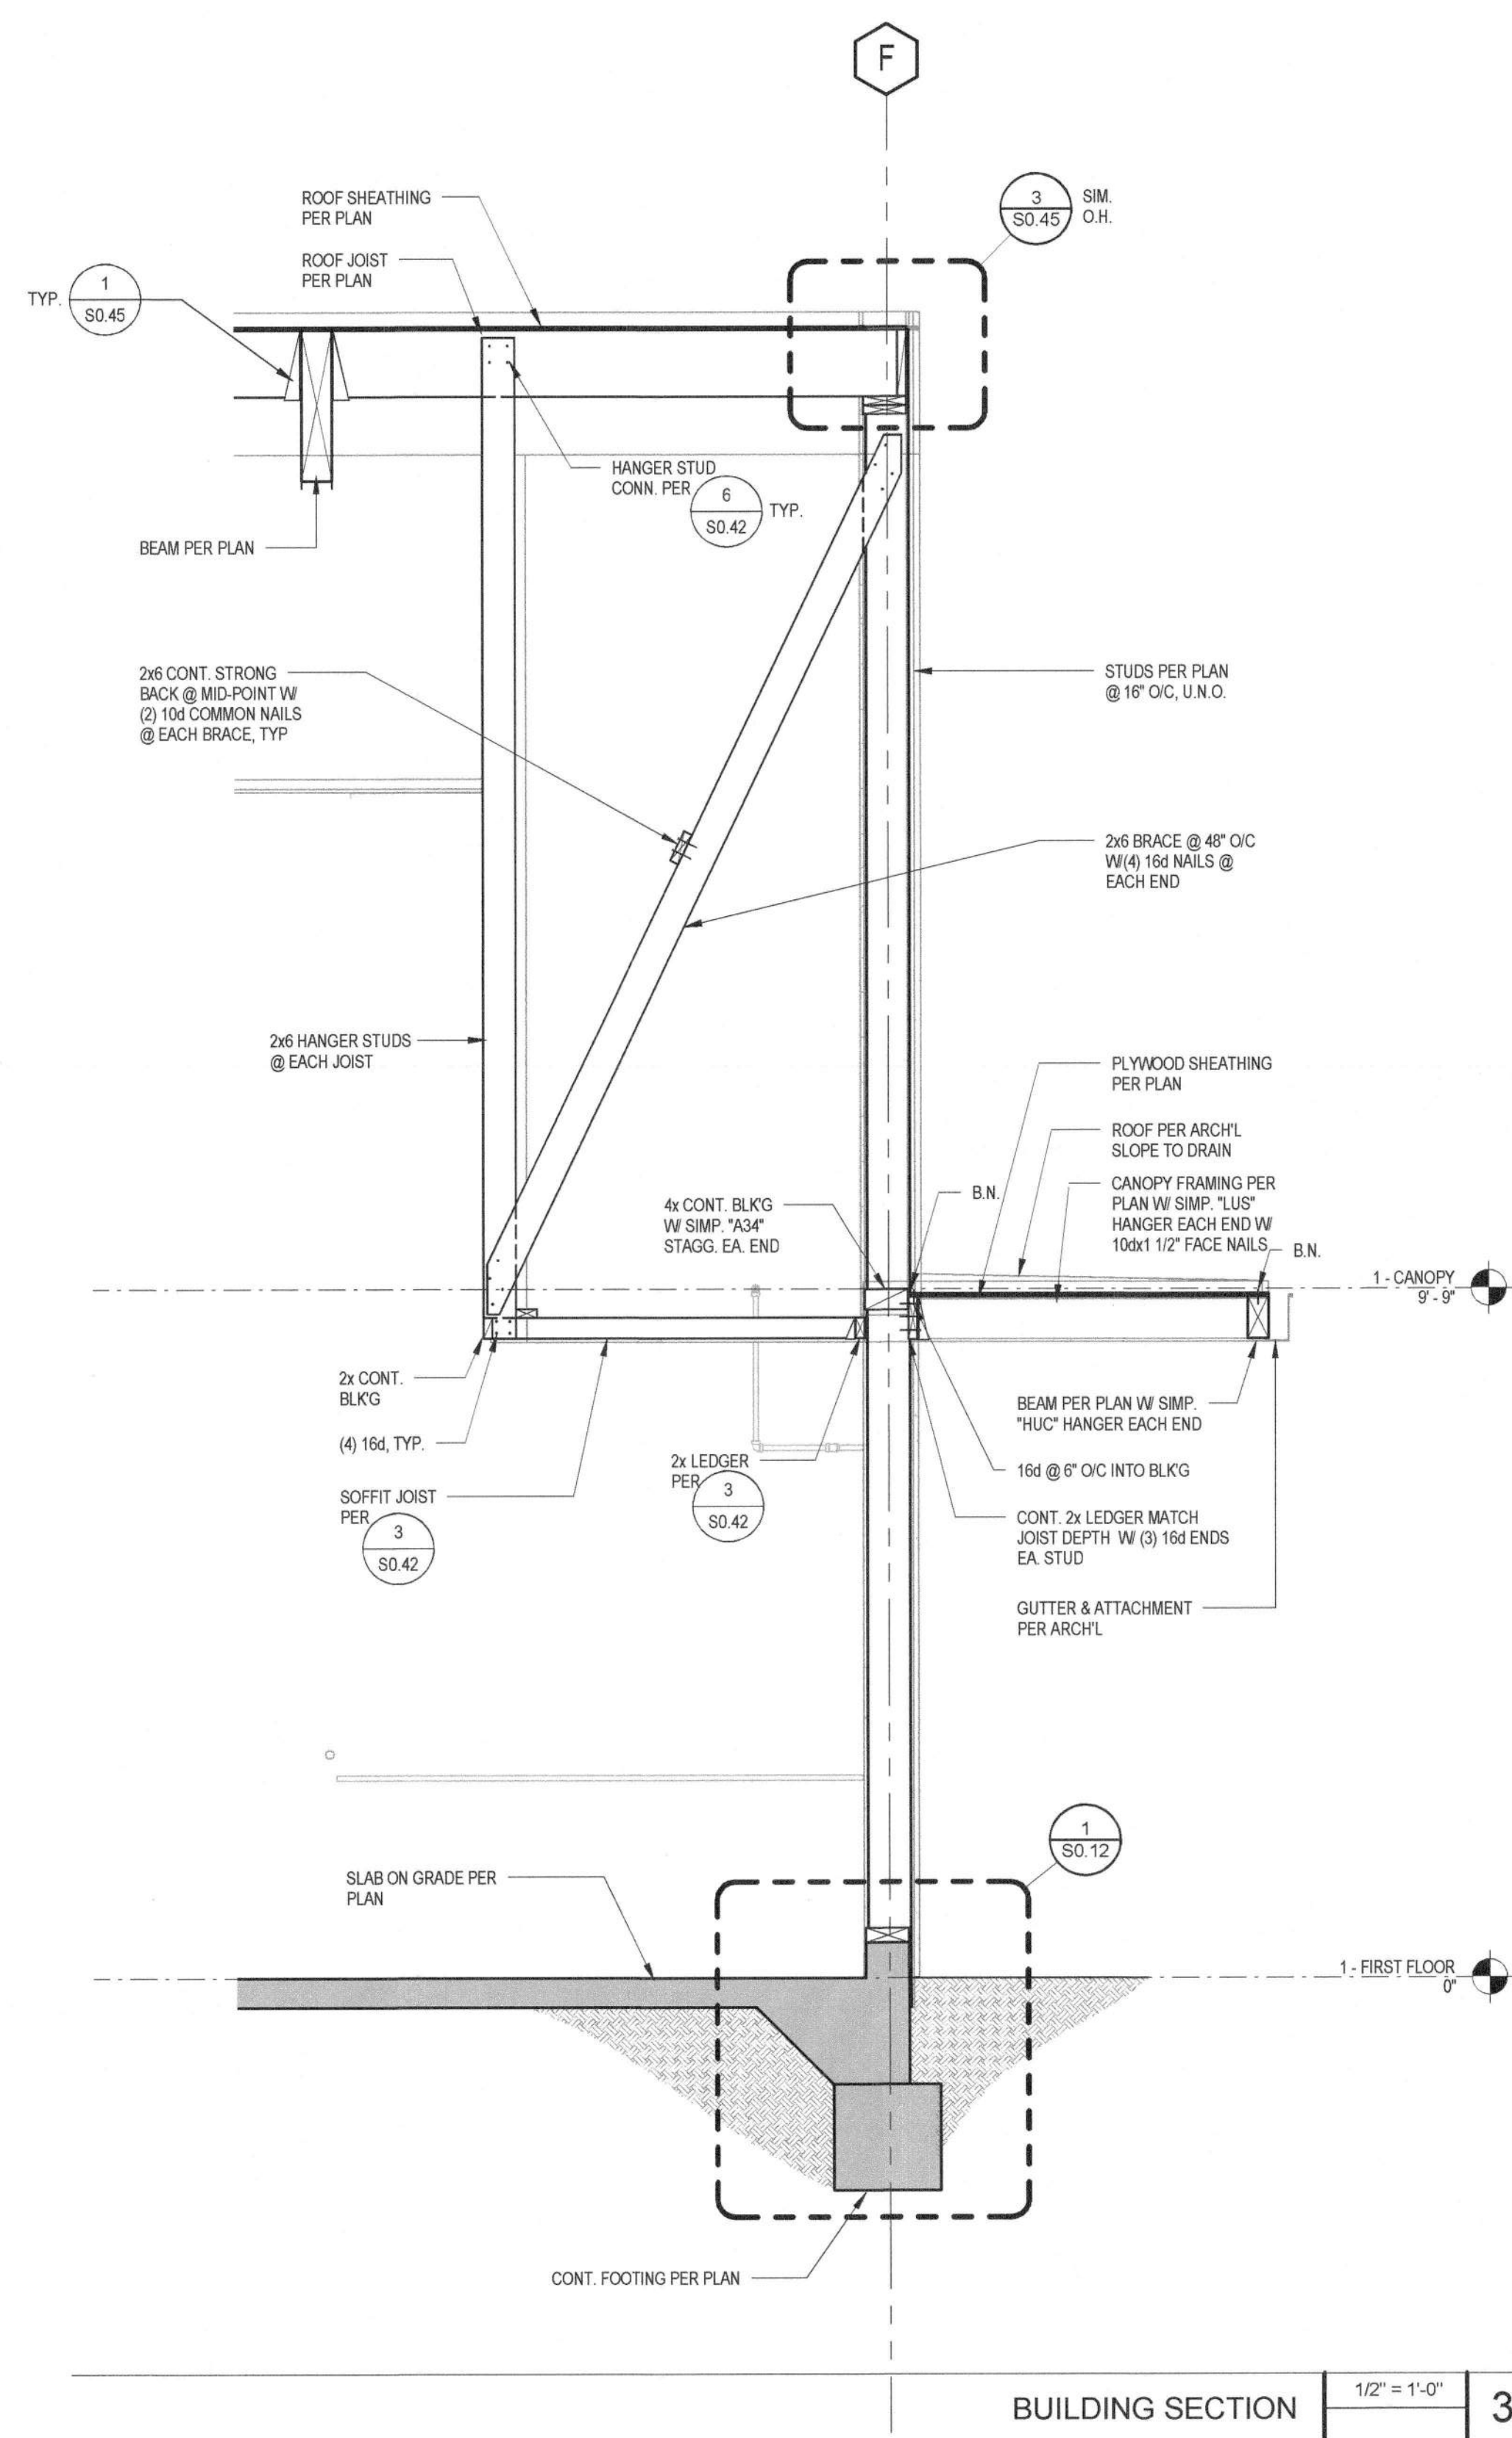 F
3
S0.45
SIM.
O.H.
ROOF SHEATHING
PER PLAN
ROOF JOIST
PER PLAN
TYP.
1
S0.45
HANGER STUD
CONN. PER
6
S0.42
TYP.
BEAM PER PLAN
2x6 CONT. STRONG
BACK @ MID-POINT W/
(2) 10d COMMON NAILS
@ EACH BRACE, TYP
STUDS PER PLAN
@ 16" O/C, U.N.O.
2x6 BRACE @ 48" O/C
W/(4) 16d NAILS @
EACH END
2x6 HANGER STUDS
@ EACH JOIST
PLYWOOD SHEATHING
PER PLAN
ROOF PER ARCH'L
SLOPE TO DRAIN
CANOPY FRAMING PER
PLAN W/ SIMP. "LUS"
HANGER EACH END W/
10dx1 1/2" FACE NAILS
B.N.
B.N.
4x CONT. BLK'G
W/ SIMP. "A34"
STAGG. EA. END
1 - CANOPY
9' - 9"
2x CONT.
BLK'G
(4) 16d, TYP.
SOFFIT JOIST
PER
3
S0.42
2x LEDGER
PER
3
S0.42
BEAM PER PLAN W/ SIMP.
"HUC" HANGER EACH END
16d @ 6" O/C INTO BLK'G
CONT. 2x LEDGER MATCH
JOIST DEPTH W/ (3) 16d ENDS
EA. STUD
GUTTER & ATTACHMENT
PER ARCH'L
1
S0.12
SLAB ON GRADE PER
PLAN
1 - FIRST FLOOR
0"
CONT. FOOTING PER PLAN
BUILDING SECTION
1/2" = 1'-0"
3